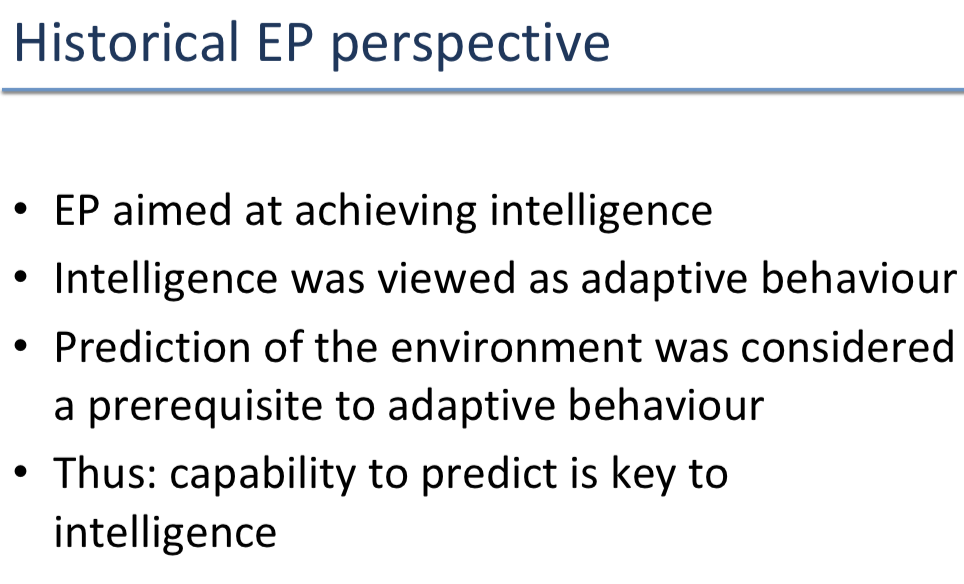 Historical EP perspective
• EP aimed at achieving intelligence
• Intelligence was viewed as adaptive behaviour
• Prediction of the environment was considered
a prerequisite to adaptive behaviour
• Thus: capability to predict is key to
intelligence